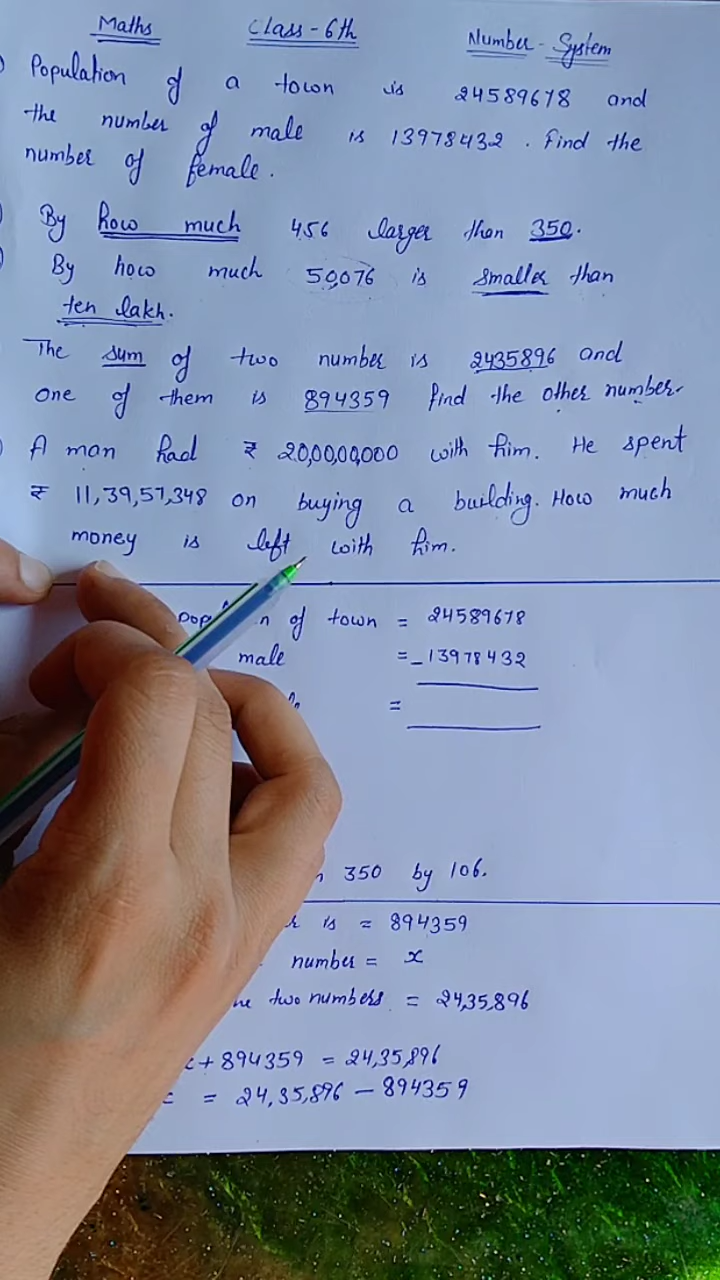 Maths Class-6th Number-System
Population of a town is 24589678 and
the number of male is 13978432. Find the
number of female.
By how much 456 larger then 350.
By how much 50,076 is smaller than
ten lakh.
The sum of two number is 2435896 and
one of them is 894359 find the other number.
A man had ₹ 20,00,00,000 with him. He spent
₹ 11,39,57,348 on buying a building. How much
money is left with him.
of town = 24589678
male = -13978432
=
350 by 106.
is = 894359
number = x
two numbers = 24,35,896
+ 894359 = 24,35,896
= 24,35,896 - 894359